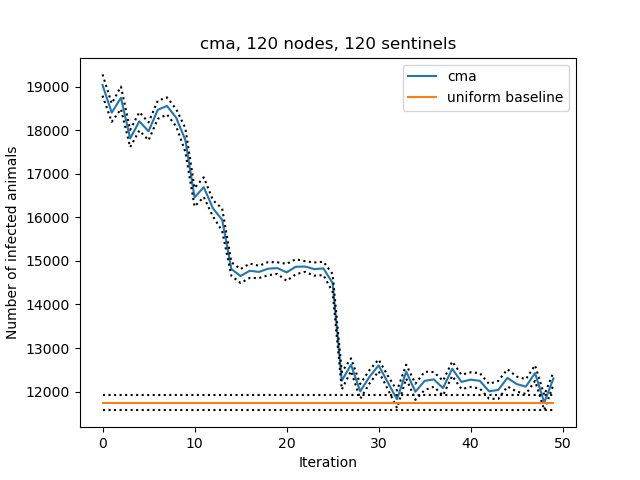 cma, 120 nodes, 120 sentinels
cma
uniform baseline
Number of infected animals
19000
18000
17000
16000
15000
14000
13000
12000
0 10 20 30 40 50
Iteration